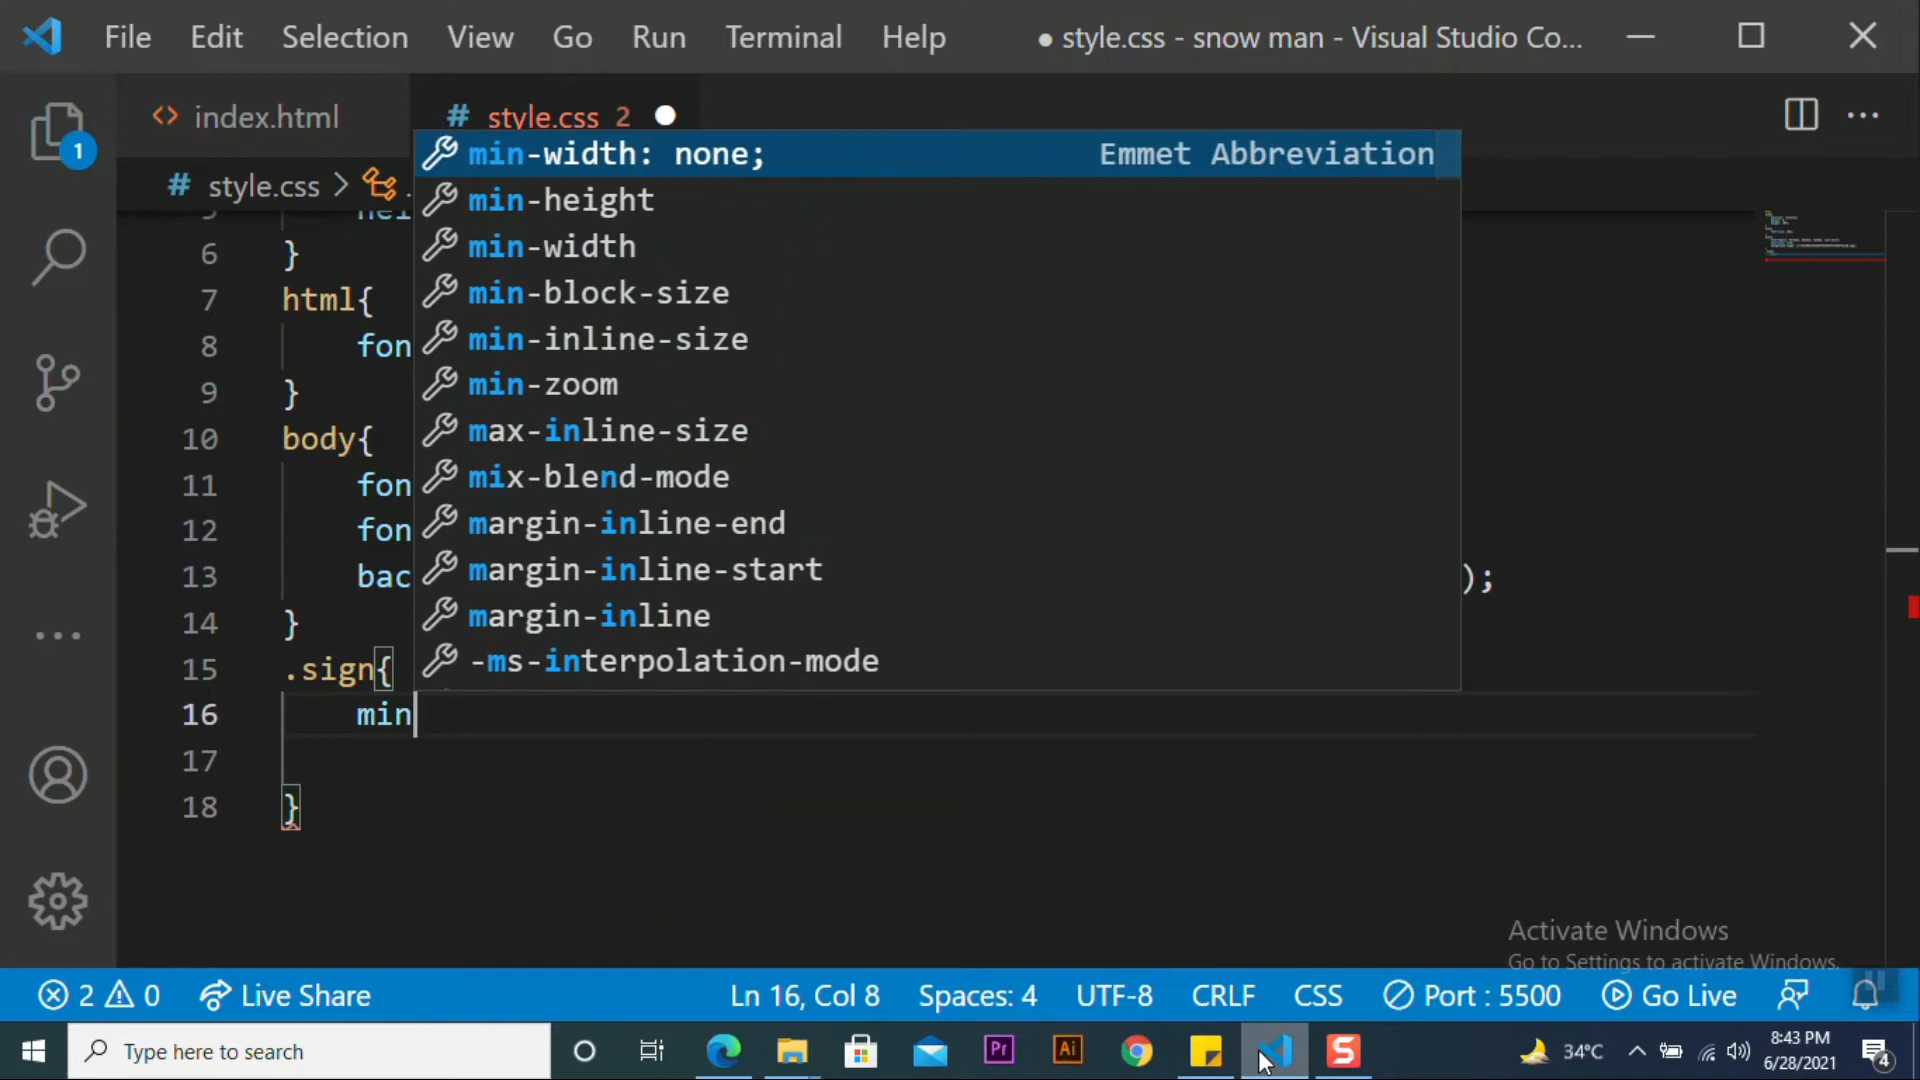 File Edit Selection View Go Run Terminal Help ● style.css - snow man - Visual Studio Co...
index.html # style.css 2
# style.css > .
1
min-width: none; Emmet Abbreviation
min-height
min-width
min-block-size
min-inline-size
min-zoom
max-inline-size
mix-blend-mode
margin-inline-end
margin-inline-start
margin-inline
-ms-interpolation-mode
5 hei
6 }
7 html{
8 fon
9 }
10 body{
11 fon
12 fon
13 bac );
14 }
15 .sign{
16 min
17
18 }
Activate Windows
Go to Settings to activate Windows.
2 0 Live Share Ln 16, Col 8 Spaces: 4 UTF-8 CRLF CSS Port : 5500 Go Live
Type here to search Pr Ai S 34°C 8:43 PM
6/28/2021 4